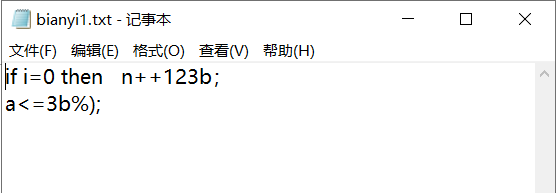 bianyi1.txt - 记事本
文件(F) 编辑(E) 格式(O) 查看(V) 帮助(H)
if i=0 then   n++123b;
a<=3b%);